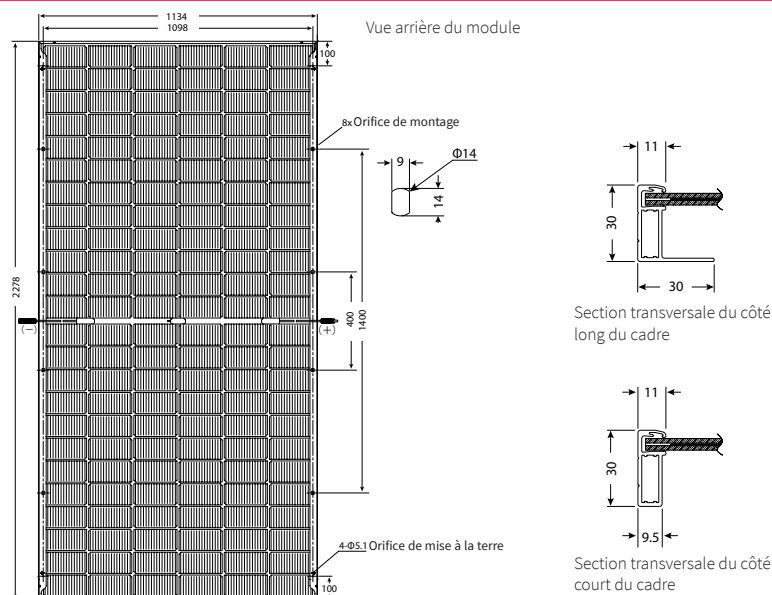 1134
1098
Vue arrière du module
100
8x Orifice de montage
9
Φ14
14
11
30
30
Section transversale du côté
long du cadre
2278
400
1400
(−)
(+)
11
30
9.5
4-Φ5.1 Orifice de mise à la terre
100
Section transversale du côté
court du cadre